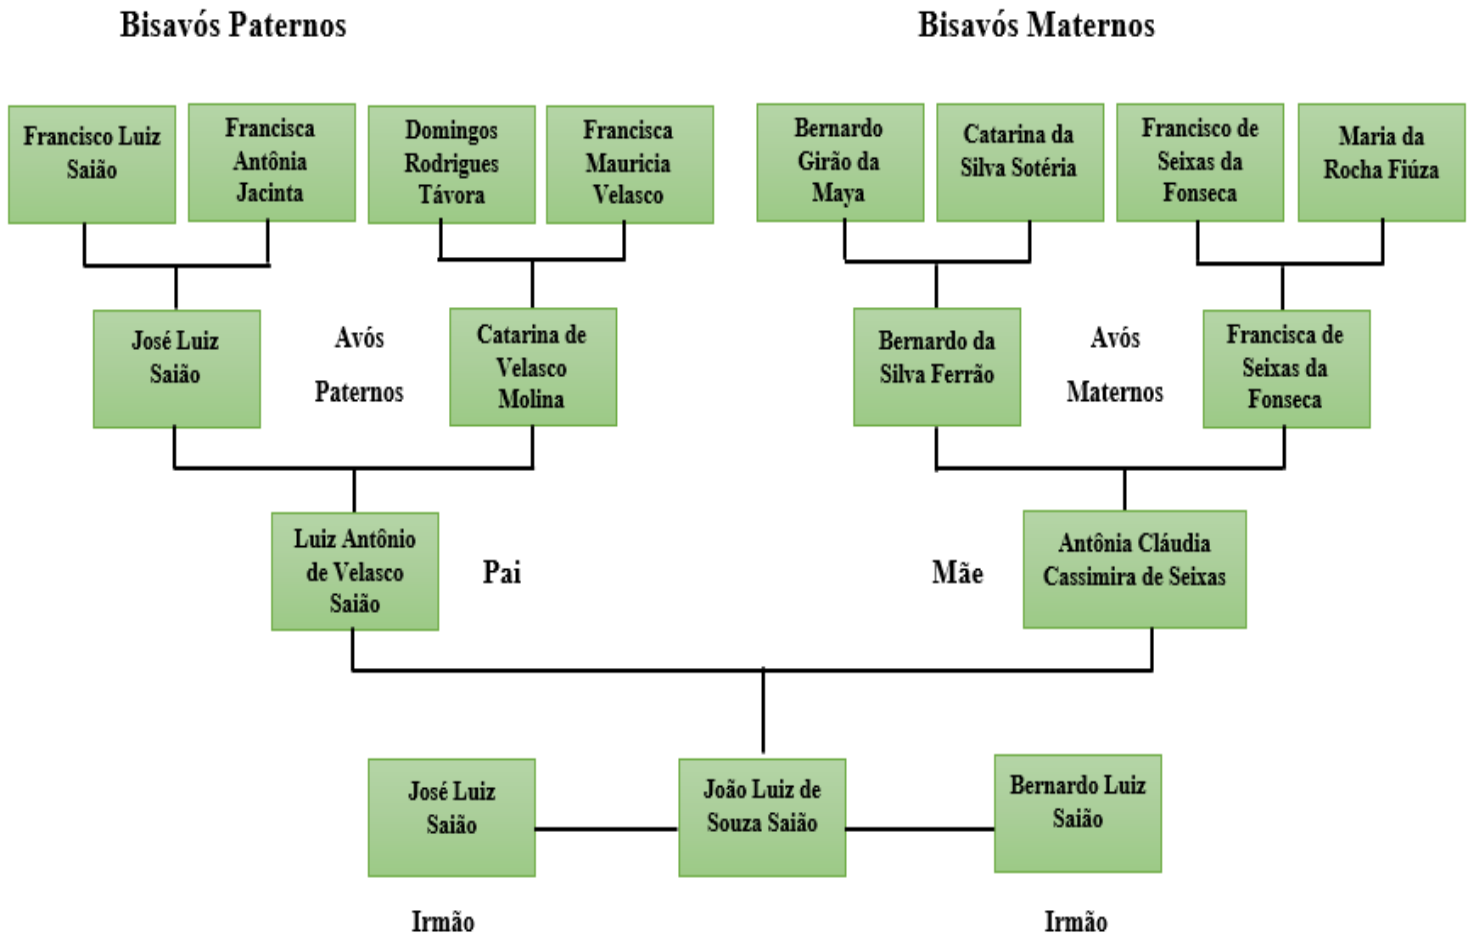 Bisavós Paternos
Bisavós Maternos
Francisco Luiz
Saião
Francisca
Antônia
Jacinta
Domingos
Rodrigues
Távora
Francisca
Mauricia
Velasco
Bernardo
Girão da
Maya
Catarina da
Silva Sotéria
Francisco de
Seixas da
Fonseca
Maria da
Rocha Fiúza
José Luiz
Saião
Avós
Paternos
Catarina de
Velasco
Molina
Bernardo da
Silva Ferrão
Avós
Maternos
Francisca de
Seixas da
Fonseca
Luiz Antônio
de Velasco
Saião
Pai
Mãe
Antônia Cláudia
Cassimira de Seixas
José Luiz
Saião
João Luiz de
Souza Saião
Bernardo Luiz
Saião
Irmão
Irmão